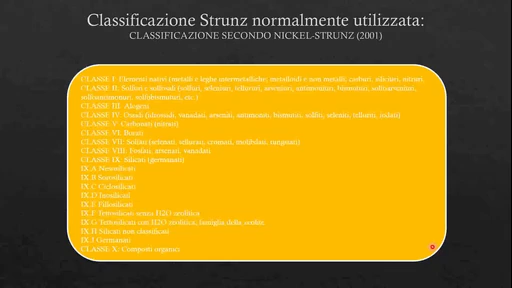 Classificazione Strunz normalmente utilizzata:
CLASSIFICAZIONE SECONDO NICKEL-STRUNZ (2001)
CLASSE I: Elementi nativi (metalli e leghe intermetalliche, metalloidi e non metalli, carburi, siliciuri, nitruri,
CLASSE II: Solfuri e solfosali (solfuri, seleniuri, tellururi, arseniuri, antimoniuri, bismuturi, solfoarseniuri,
solfoantimoniuri, solfobismuturi, etc.)
CLASSE III: Alogeni
CLASSE IV: Ossidi (idrossidi, vanadati, arseniti, antimoniti, bismutiti, solfiti, seleniti, telluriti, iodati)
CLASSE V: Carbonati (nitrati)
CLASSE VI: Borati
CLASSE VII: Solfati (selenati, tellurati, cromati, molibdati, tungstati)
CLASSE VIII: Fosfati, arseniati, vanadati
CLASSE IX: Silicati (germanati)
IX.A Nesosilicati
IX.B Sorosilicati
IX.C Ciclosilicati
IX.D Inosilicati
IX.E Fillosilicati
IX.F Tettosilicati senza H2O zeolitica
IX.G Tettosilicati con H2O zeolitica; famiglia delle zeoliti
IX.H Silicati non classificati
IX.J Germanati
CLASSE X: Composti organici